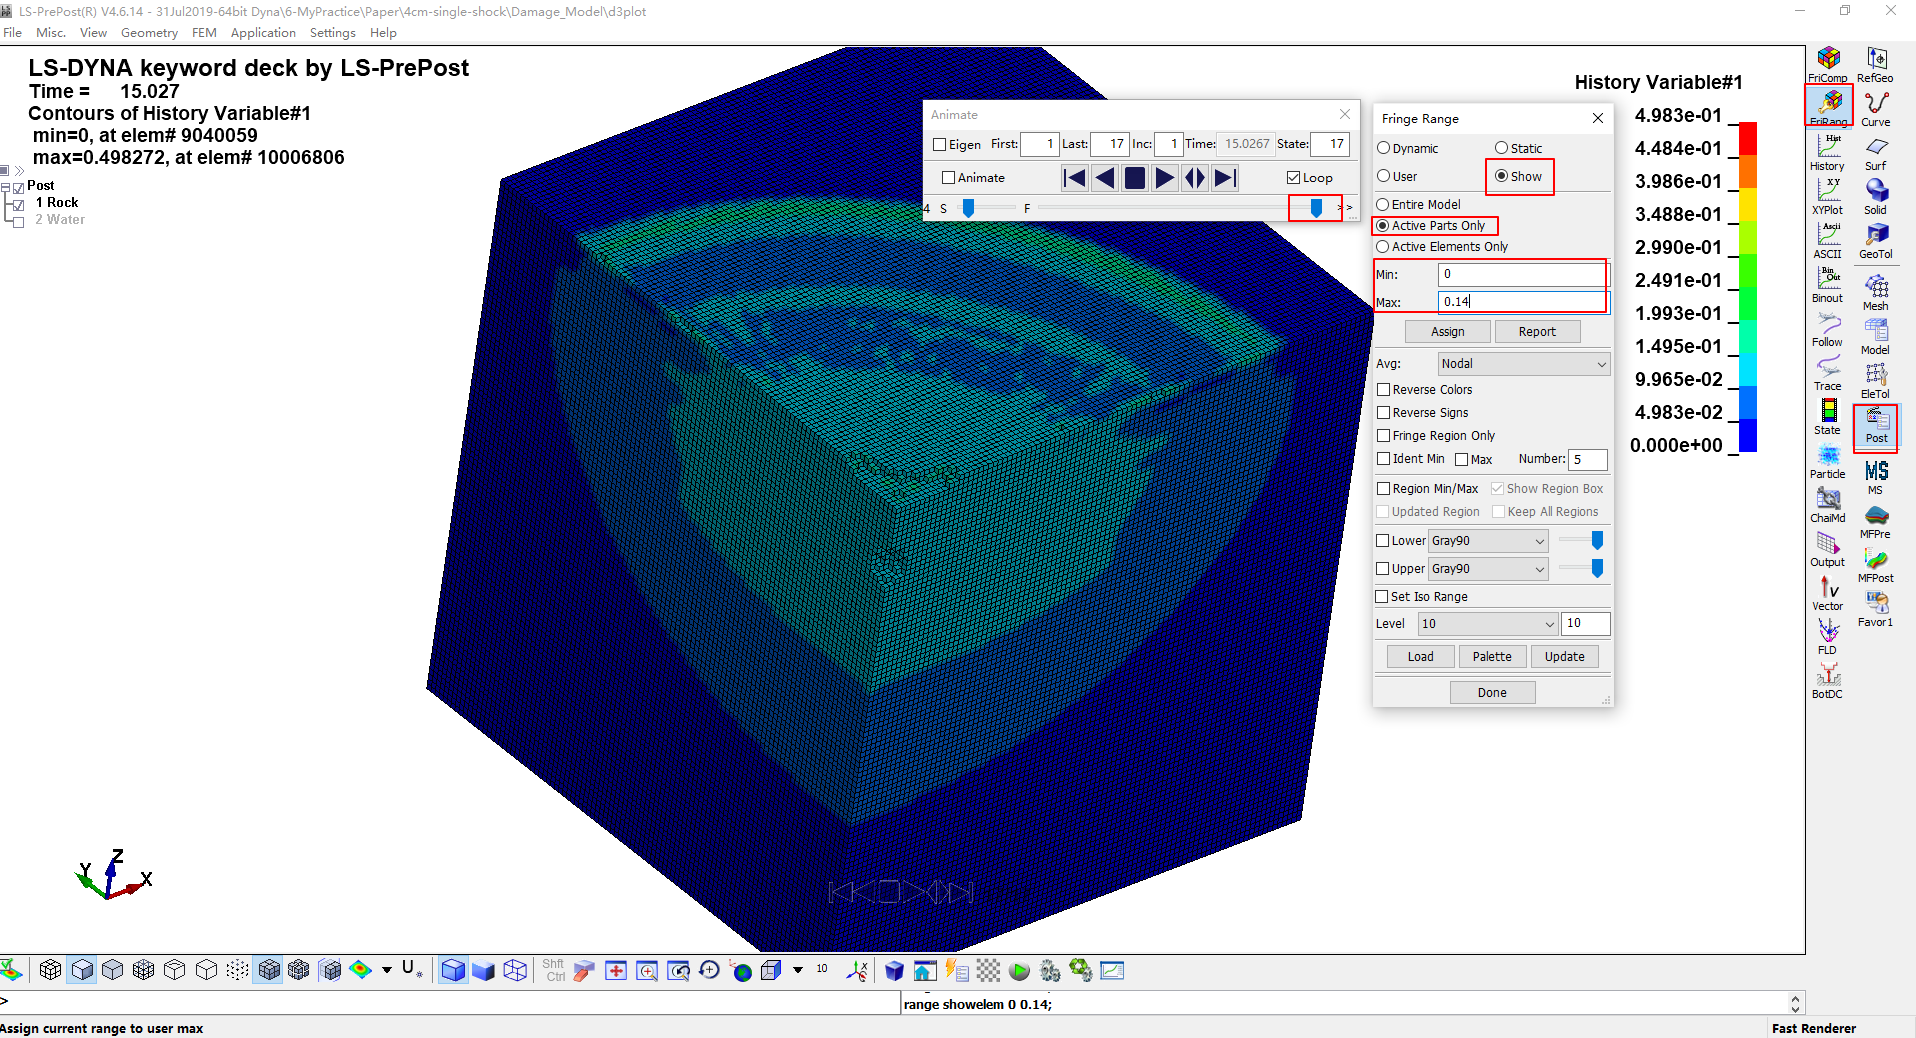 LS-PrePost(R) V4.6.14 - 31Jul2019-64bit Dyna\6-MyPractice\Paper\4cm-single-shock\Damage_Model\d3plot
File Misc. View Geometry FEM Application Settings Help
LS-DYNA keyword deck by LS-PrePost
Time = 15.027
Contours of History Variable#1
min=0, at elem# 9040059
max=0.498272, at elem# 10006806
Post
1 Rock
2 Water
Animate
Eigen First: 1 Last: 17 Inc: 1 Time: 15.0267 State: 17
Animate Loop
4 S F > >
Fringe Range
Dynamic Static
User Show
Entire Model
Active Parts Only
Active Elements Only
Min: 0
Max: 0.14
Assign Report
Avg: Nodal
Reverse Colors
Reverse Signs
Fringe Region Only
Ident Min Max Number: 5
Region Min/Max Show Region Box
Updated Region Keep All Regions
Lower Gray90
Upper Gray90
Set Iso Range
Level 10 10
Load Palette Update
Done
History Variable#1
4.983e-01
4.484e-01
3.986e-01
3.488e-01
2.990e-01
2.491e-01
1.993e-01
1.495e-01
9.965e-02
4.983e-02
0.000e+00
FriComp RefGeo
FriRang Curve
Hist
History Surf
X Y
XYPlot Solid
Ascii
ASCII GeoTol
Bin Out
Binout Mesh
Follow Model
Trace EleTol
State Post
Particle MS
MS
ChaiMd MFPre
Output MFPost
V
Vector Favor1
FLD
BotDC
Z
Y
X
U
Shft
Ctrl
10
>
range showelem 0 0.14;
Assign current range to user max
Fast Renderer